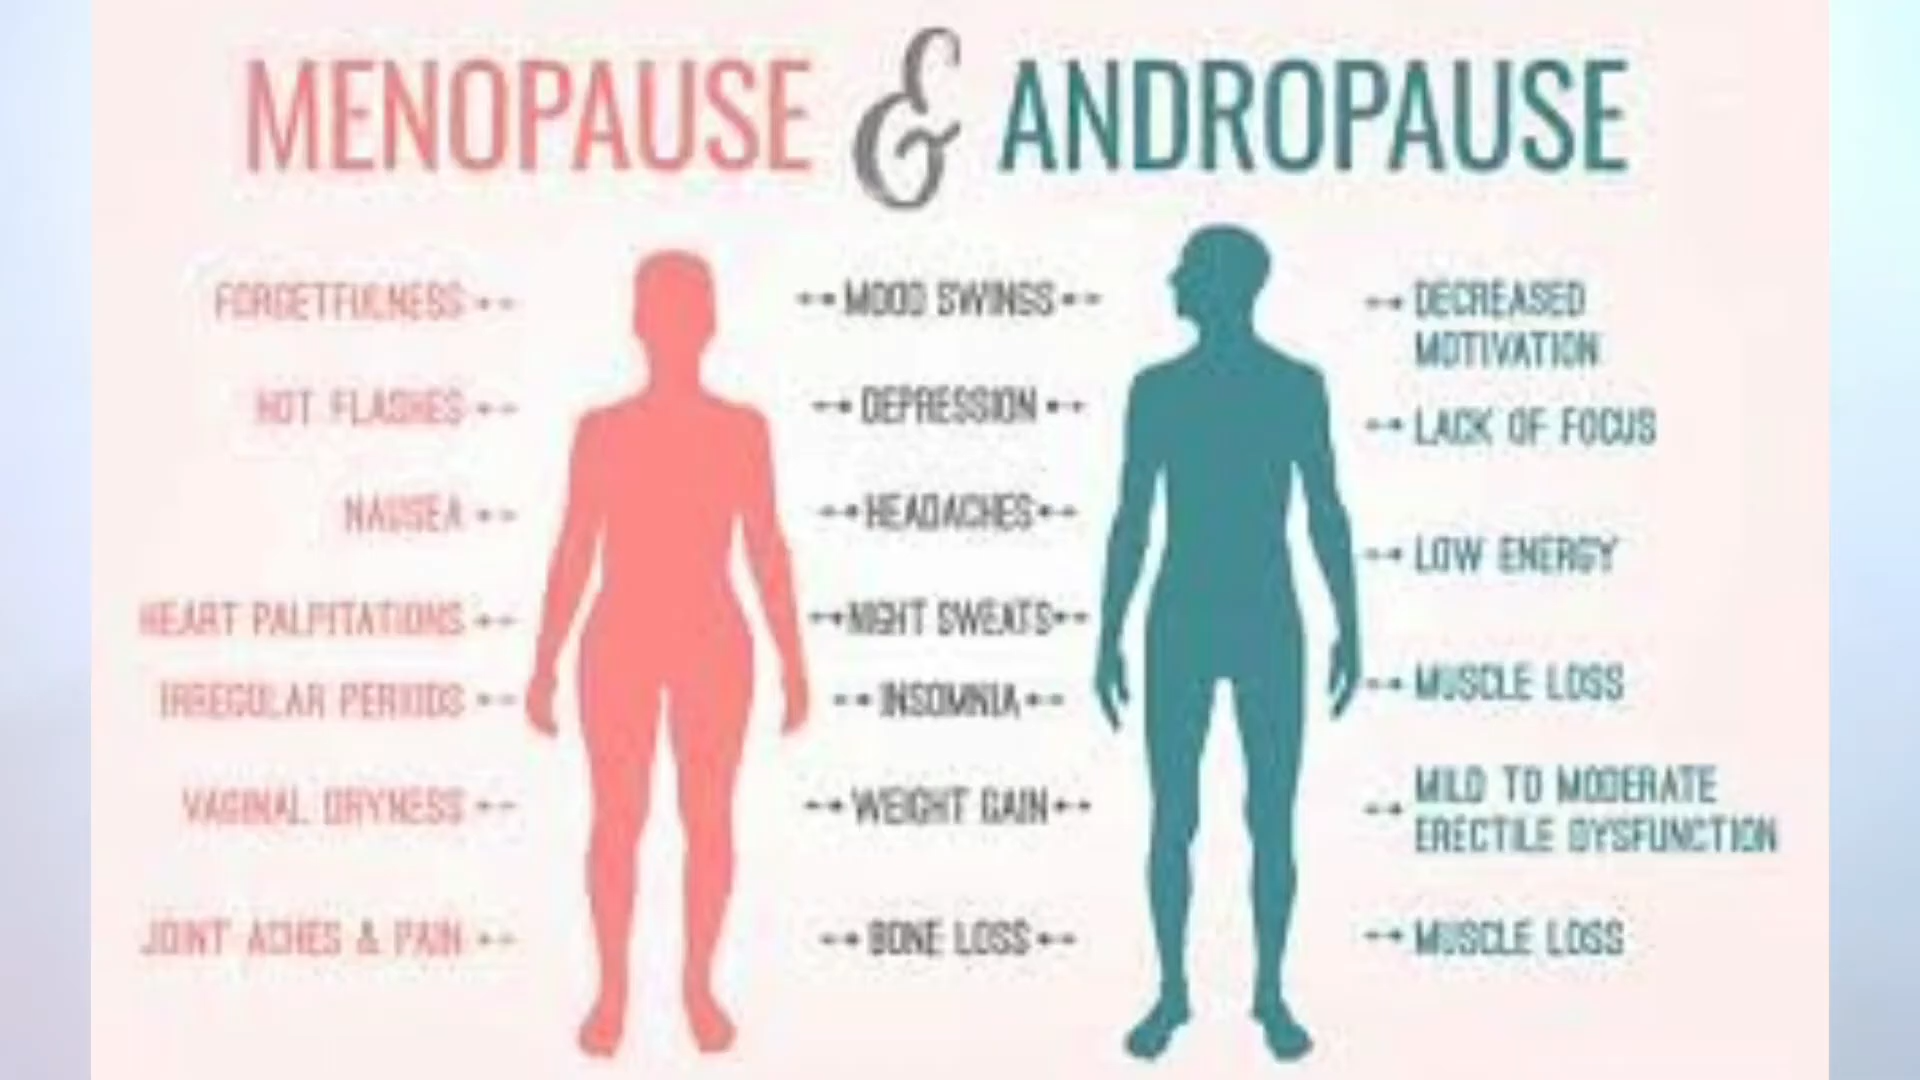 MENOPAUSE & ANDROPAUSE
FORGETFULNESS
HOT FLASHES
NAUSEA
HEART PALPITATIONS
IRREGULAR PERIODS
VAGINAL DRYNESS
JOINT ACHES & PAIN
MOOD SWINGS
DEPRESSION
HEADACHES
NIGHT SWEATS
INSOMNIA
WEIGHT GAIN
BONE LOSS
DECREASED
MOTIVATION
LACK OF FOCUS
LOW ENERGY
MUSCLE LOSS
MILD TO MODERATE
ERECTILE DYSFUNCTION
MUSCLE LOSS